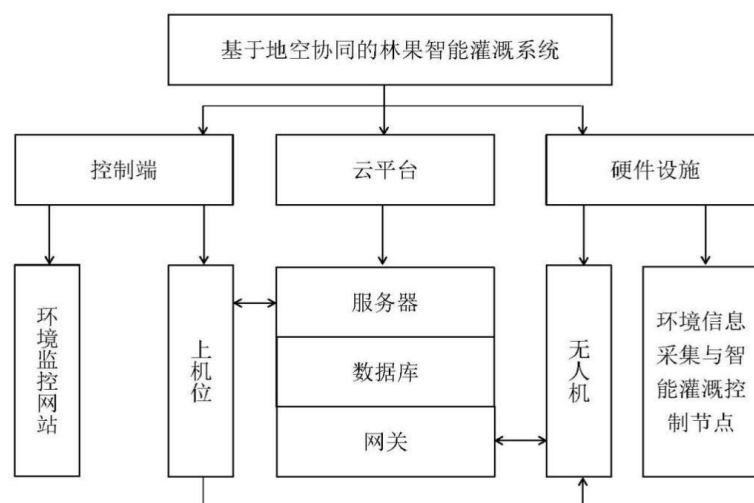 基于地空协同的林果智能灌溉系统
控制端
云平台
硬件设施
环境监控网站
上机位
服务器
数据库
网关
无人机
环境信息
采集与智
能灌溉控
制节点